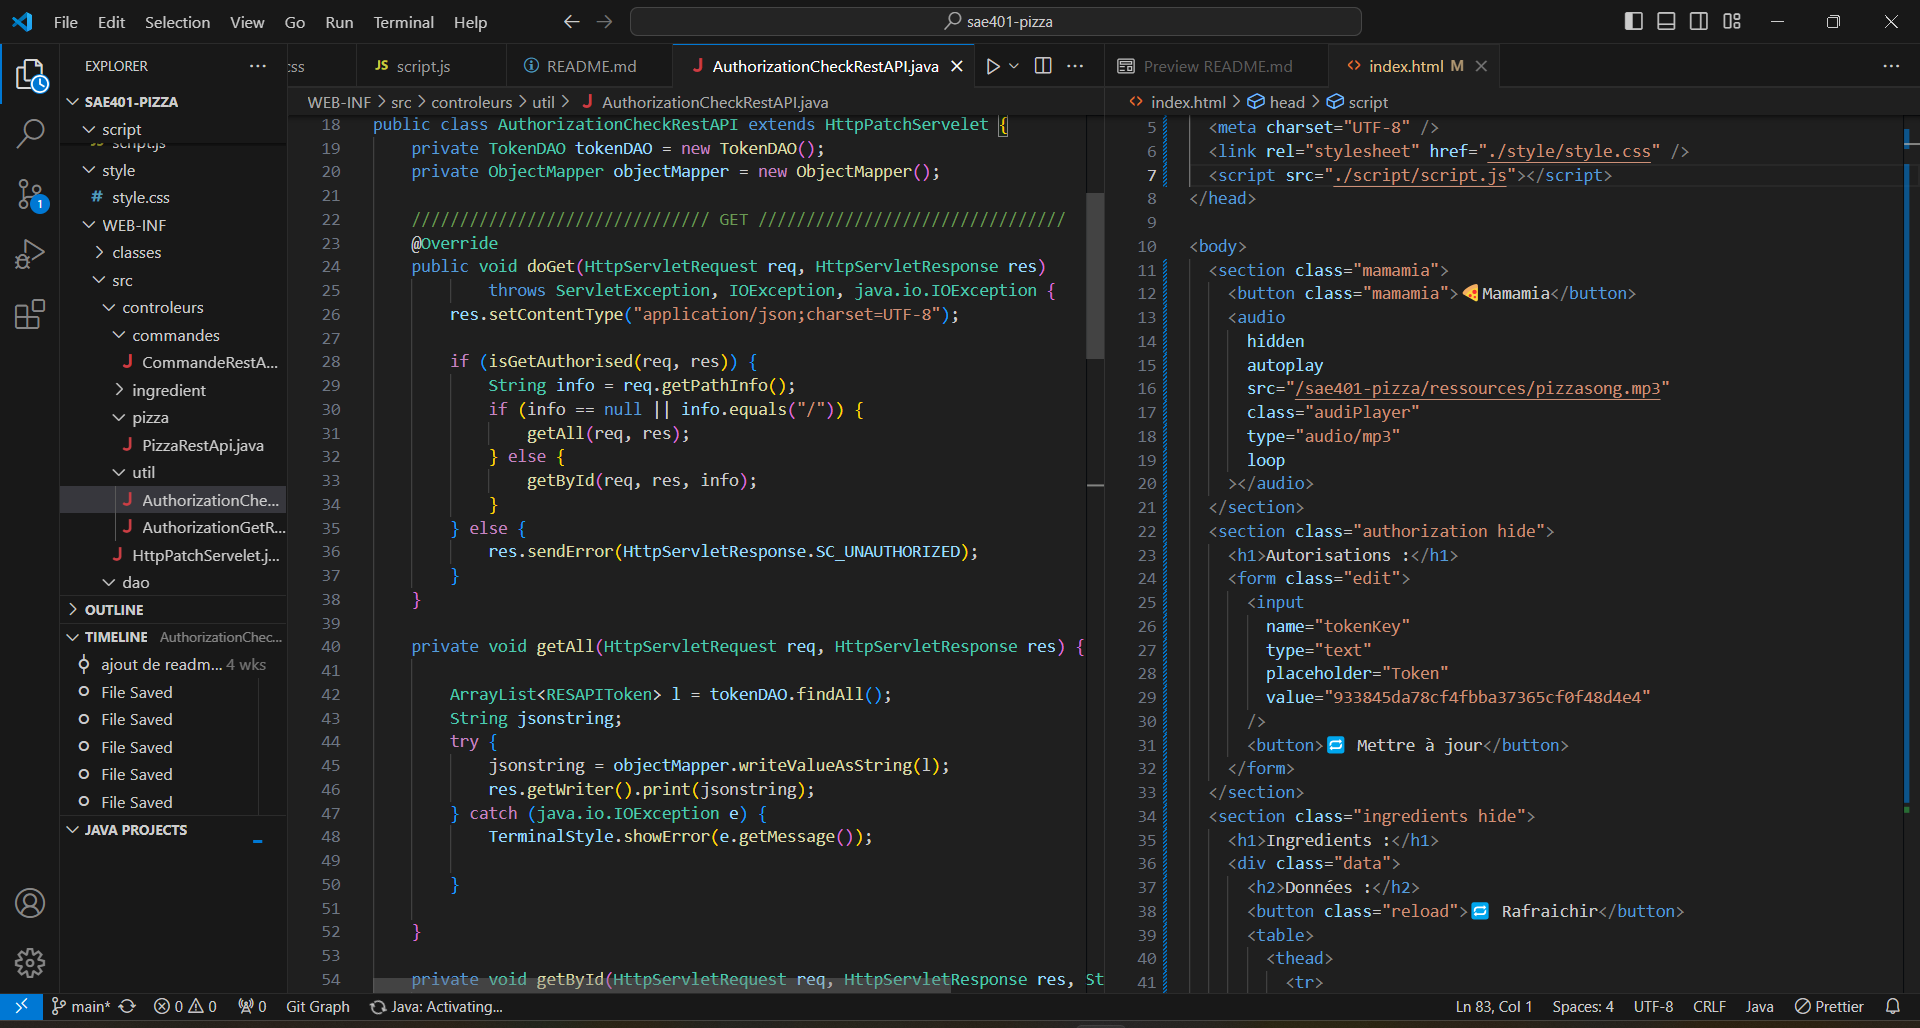 File Edit Selection View Go Run Terminal Help
sae401-pizza
EXPLORER
SAE401-PIZZA
script
script.js
style
# style.css
WEB-INF
classes
src
controleurs
commandes
J CommandeRestA...
ingredient
pizza
J PizzaRestApi.java
util
J AuthorizationChe...
J AuthorizationGetR...
J HttpPatchServelet.j...
dao
OUTLINE
TIMELINE AuthorizationChec...
ajout de readm... 4 wks
File Saved
File Saved
File Saved
File Saved
File Saved
JAVA PROJECTS
css
JS script.js
README.md
J AuthorizationCheckRestAPI.java
WEB-INF > src > controleurs > util > J AuthorizationCheckRestAPI.java
18 public class AuthorizationCheckRestAPI extends HttpPatchServelet {
19 private TokenDAO tokenDAO = new TokenDAO();
20 private ObjectMapper objectMapper = new ObjectMapper();
21
22 /////////////////////////////// GET ////////////////////////////////
23 @Override
24 public void doGet(HttpServletRequest req, HttpServletResponse res)
25 throws ServletException, IOException, java.io.IOException {
26 res.setContentType("application/json;charset=UTF-8");
27
28 if (isGetAuthorised(req, res)) {
29 String info = req.getPathInfo();
30 if (info == null || info.equals("/")) {
31 getAll(req, res);
32 } else {
33 getById(req, res, info);
34 }
35 } else {
36 res.sendError(HttpServletResponse.SC_UNAUTHORIZED);
37 }
38 }
39
40 private void getAll(HttpServletRequest req, HttpServletResponse res) {
41
42 ArrayList<RESAPIToken> l = tokenDAO.findAll();
43 String jsonstring;
44 try {
45 jsonstring = objectMapper.writeValueAsString(l);
46 res.getWriter().print(jsonstring);
47 } catch (java.io.IOException e) {
48 TerminalStyle.showError(e.getMessage());
49
50 }
51
52 }
53
54 private void getById(HttpServletRequest req, HttpServletResponse res, St
Preview README.md
index.html M
index.html > head > script
5 <meta charset="UTF-8" />
6 <link rel="stylesheet" href="./style/style.css" />
7 <script src="./script/script.js"></script>
8 </head>
9
10 <body>
11 <section class="mamamia">
12 <button class="mamamia">🍕Mamamia</button>
13 <audio
14 hidden
15 autoplay
16 src="/sae401-pizza/ressources/pizzasong.mp3"
17 class="audiPlayer"
18 type="audio/mp3"
19 loop
20 ></audio>
21 </section>
22 <section class="authorization hide">
23 <h1>Autorisations :</h1>
24 <form class="edit">
25 <input
26 name="tokenKey"
27 type="text"
28 placeholder="Token"
29 value="933845da78cf4fbba37365cf0f48d4e4"
30 />
31 <button>🔁 Mettre à jour</button>
32 </form>
33 </section>
34 <section class="ingredients hide">
35 <h1>Ingredients :</h1>
36 <div class="data">
37 <h2>Données :</h2>
38 <button class="reload">🔁 Rafraichir</button>
39 <table>
40 <thead>
41 <tr>
1
main* 0 0 0 Git Graph Java: Activating... Ln 83, Col 1 Spaces: 4 UTF-8 CRLF Java Prettier